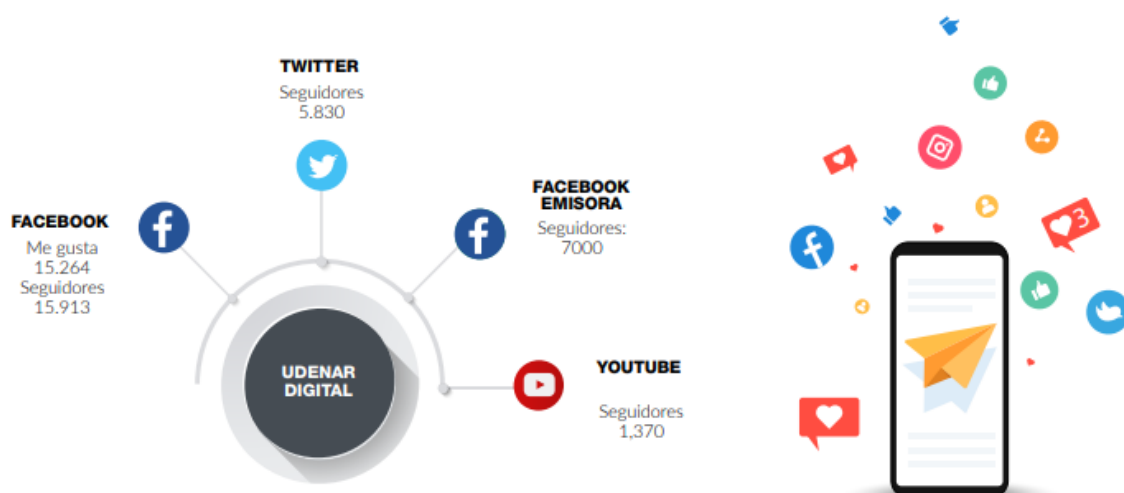 TWITTER
Seguidores
5.830
FACEBOOK
Me gusta
15.264
Seguidores
15.913
FACEBOOK
EMISORA
Seguidores:
7000
UDENAR
DIGITAL
YOUTUBE
Seguidores
1,370
3